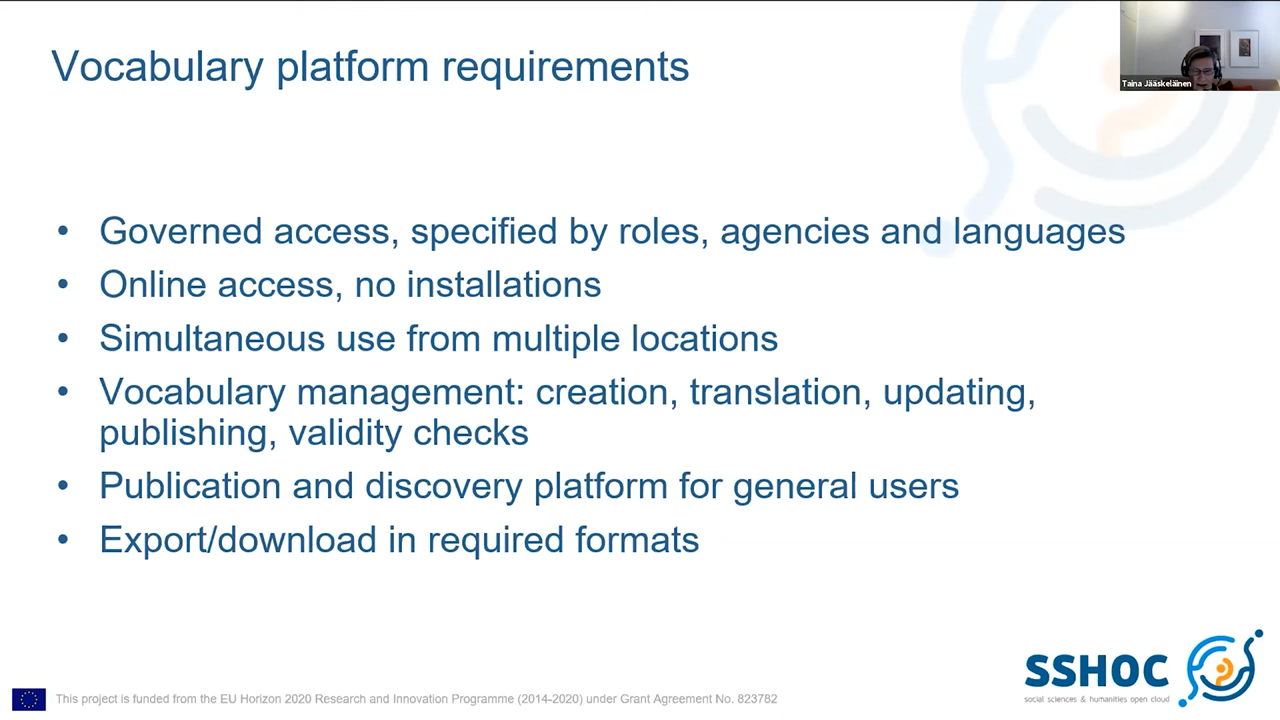 Vocabulary platform requirements
Taina Jääskeläinen
• Governed access, specified by roles, agencies and languages
• Online access, no installations
• Simultaneous use from multiple locations
• Vocabulary management: creation, translation, updating,
publishing, validity checks
• Publication and discovery platform for general users
• Export/download in required formats
SSHOC
social sciences & humanities open cloud
This project is funded from the EU Horizon 2020 Research and Innovation Programme (2014-2020) under Grant Agreement No. 823782